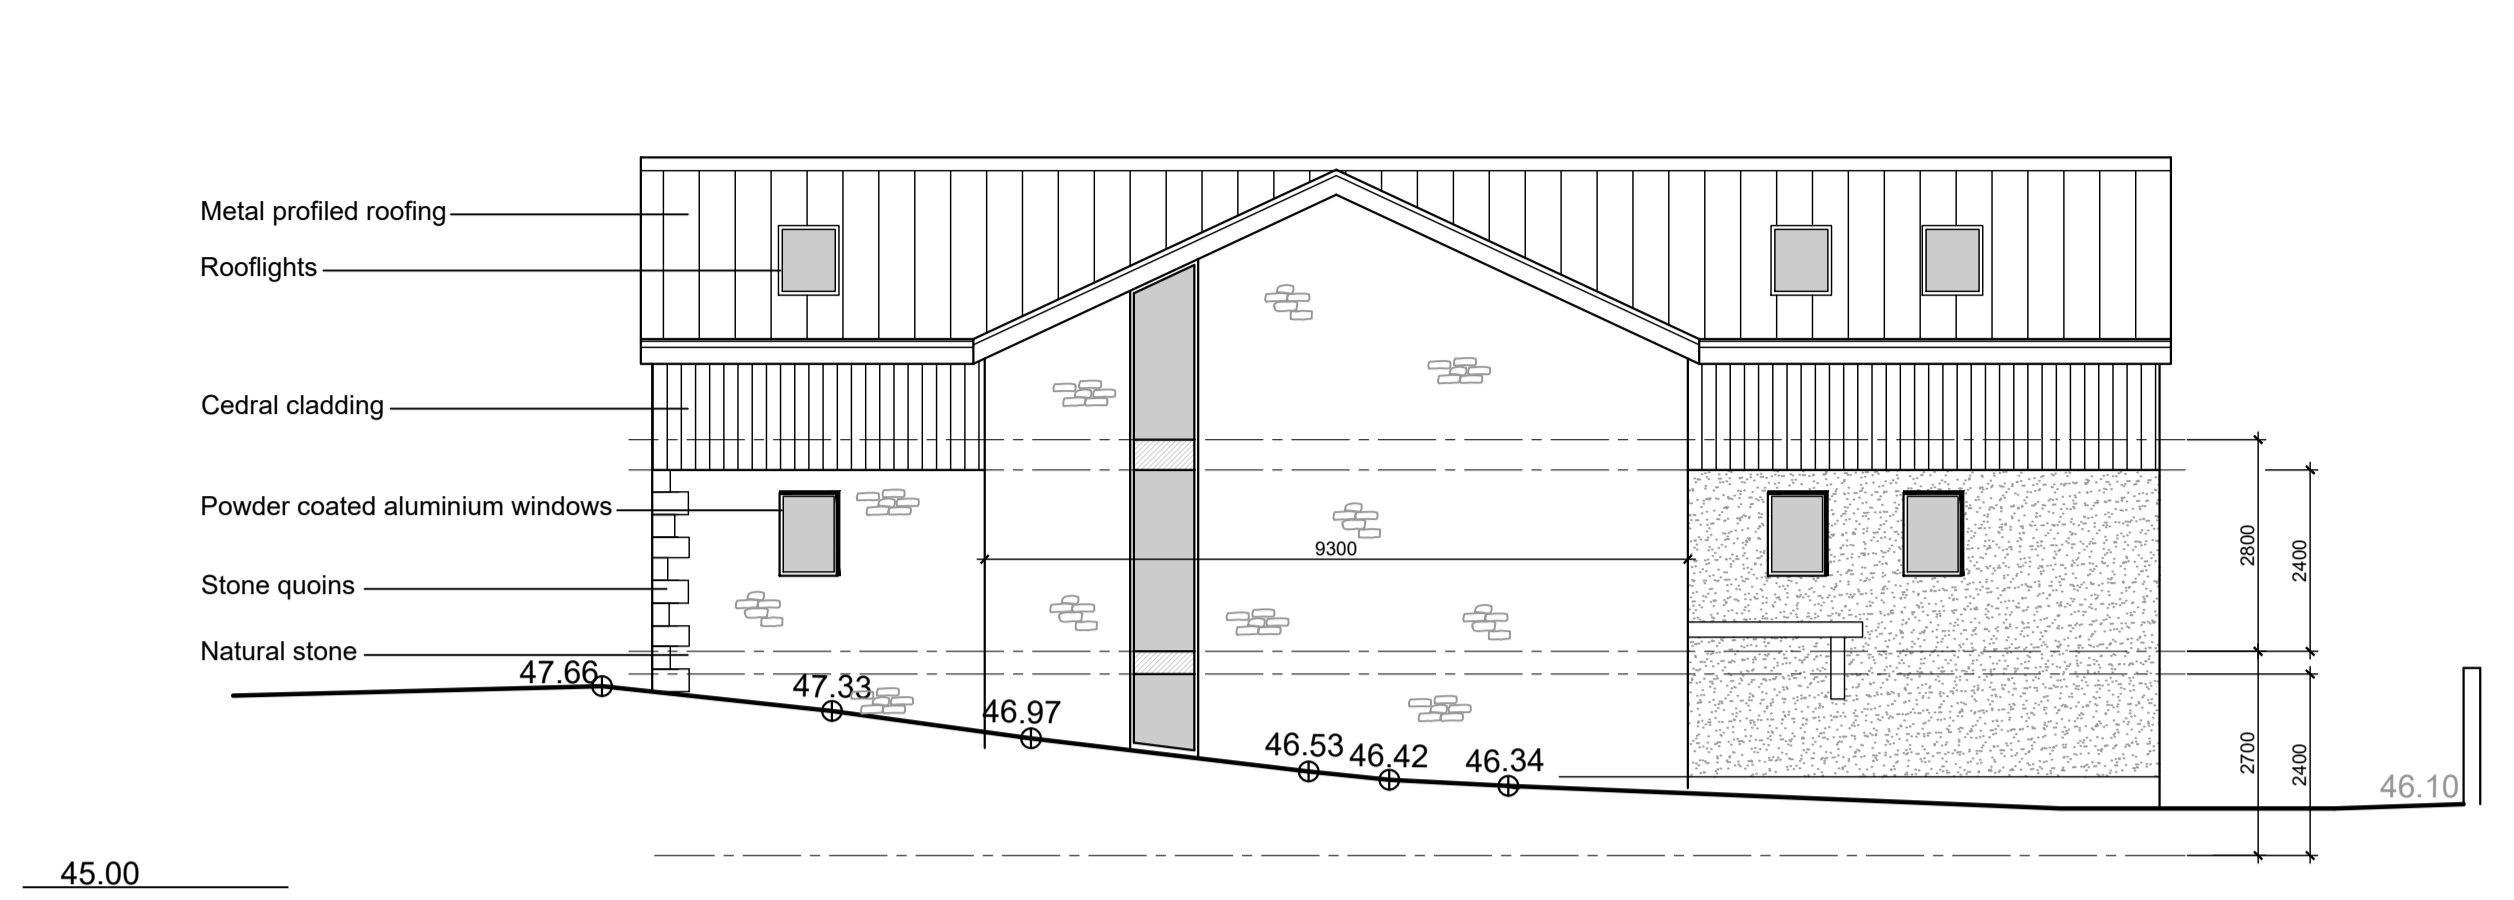 Metal profiled roofing
Rooflights
Cedral cladding
Powder coated aluminium windows
9300
2800
2400
Stone quoins
Natural stone
47.66
47.33
46.97
46.53
46.42
46.34
2700
2400
46.10
45.00